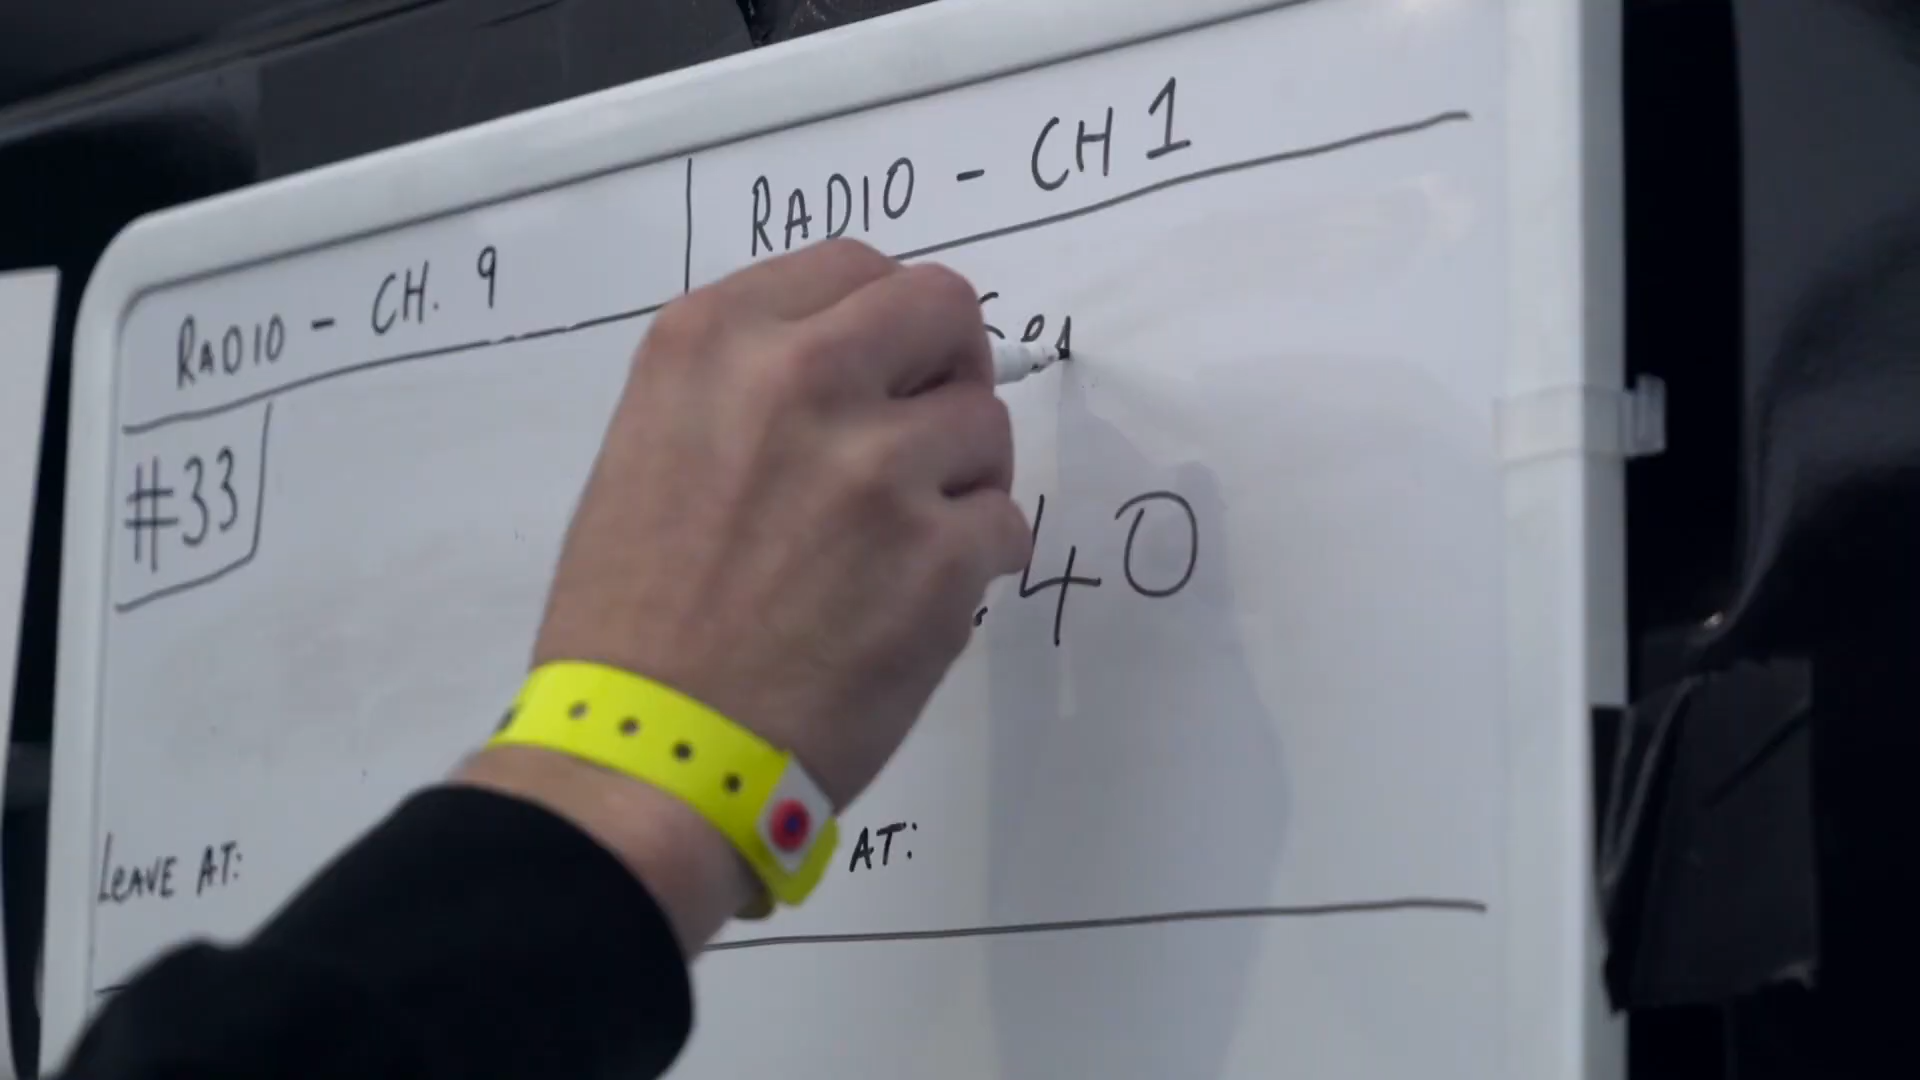 RADIO - CH. 9
RADIO - CH 1
#33
.40
LEAVE AT:
AT: